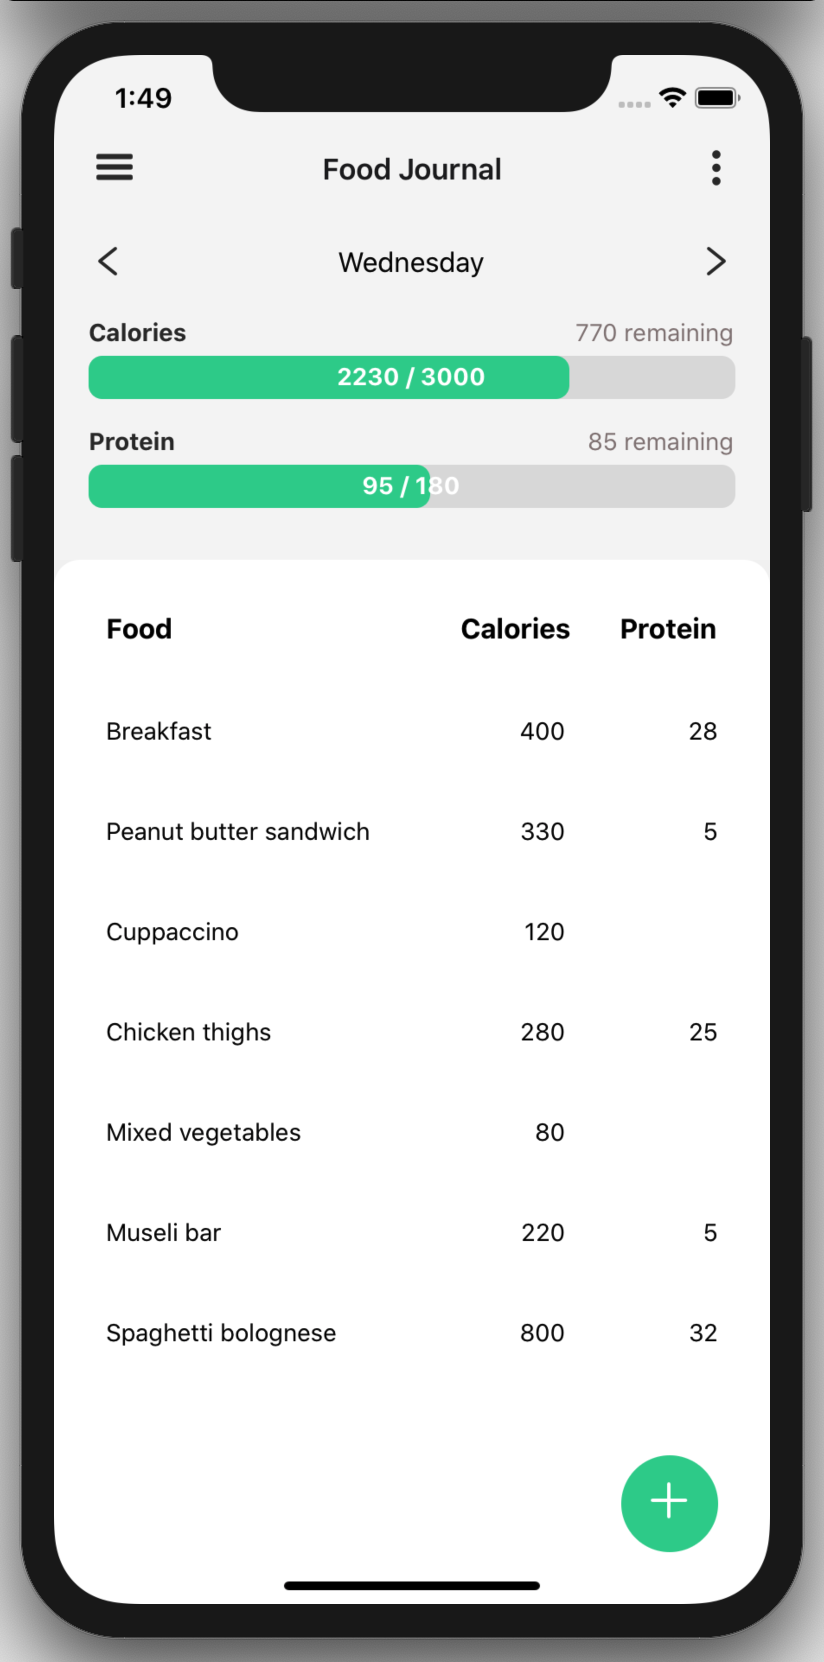 1:49
Food Journal
Wednesday
Calories 770 remaining
2230 / 3000
Protein 85 remaining
95 / 180
Food Calories Protein
Breakfast 400 28
Peanut butter sandwich 330 5
Cuppaccino 120
Chicken thighs 280 25
Mixed vegetables 80
Museli bar 220 5
Spaghetti bolognese 800 32